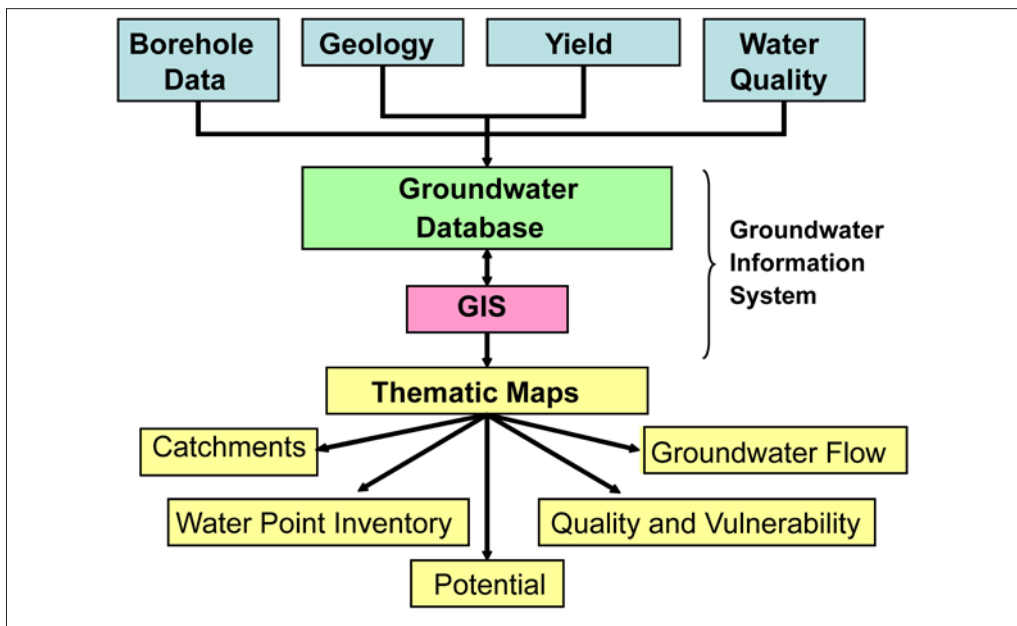 Borehole
Data
Geology
Yield
Water
Quality
Groundwater
Database
Groundwater
Information
System
GIS
Thematic Maps
Catchments
Groundwater Flow
Water Point Inventory
Quality and Vulnerability
Potential